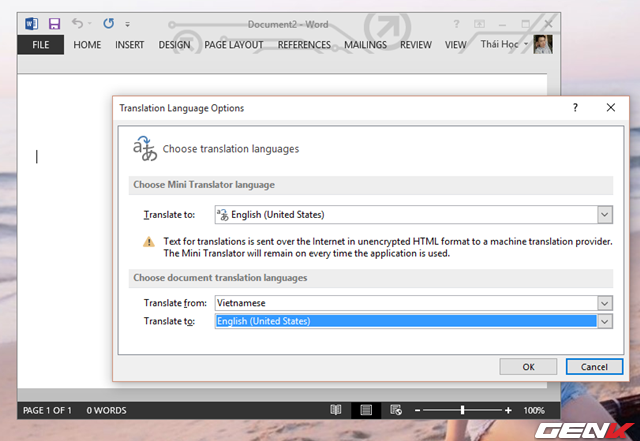 Document2 - Word
FILE HOME INSERT DESIGN PAGE LAYOUT REFERENCES MAILINGS REVIEW VIEW Thái Học
Translation Language Options
Choose translation languages
Choose Mini Translator language
Translate to: English (United States)
Text for translations is sent over the Internet in unencrypted HTML format to a machine translation provider.
The Mini Translator will remain on every time the application is used.
Choose document translation languages
Translate from: Vietnamese
Translate to: English (United States)
OK Cancel
PAGE 1 OF 1 0 WORDS 100%
GENK